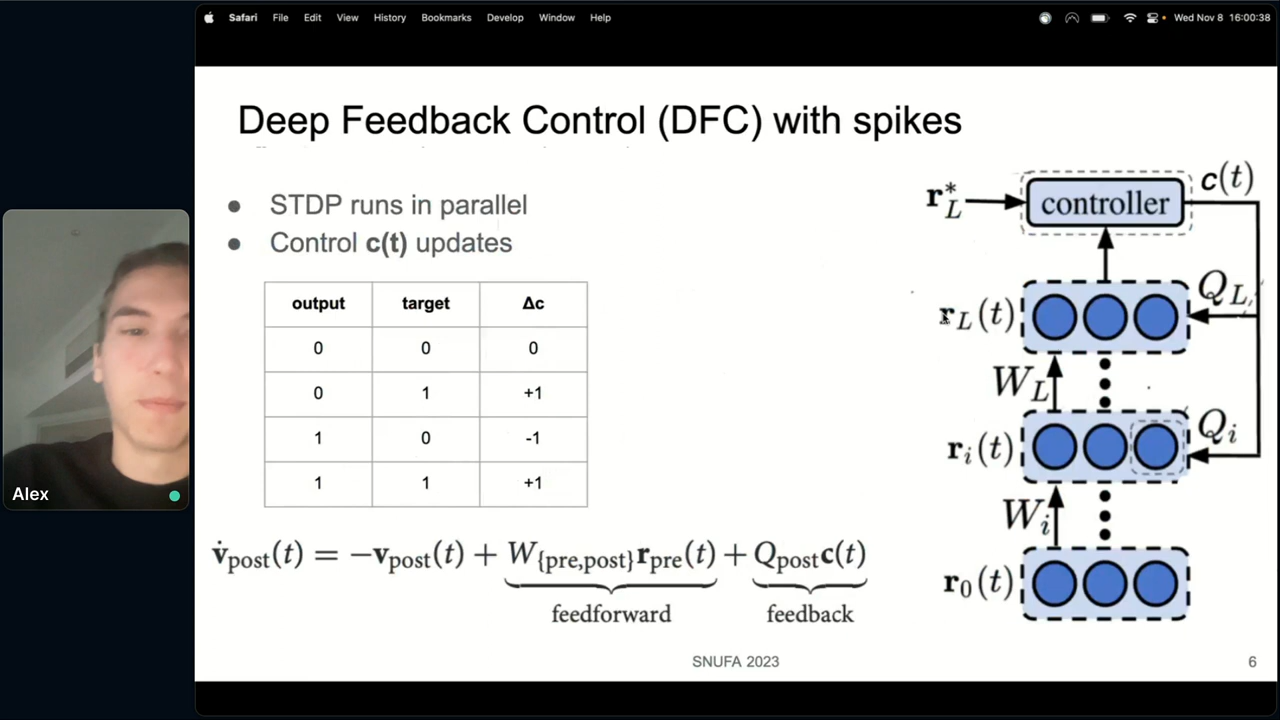 Safari File Edit View History Bookmarks Develop Window Help
Wed Nov 8 16:00:38
Deep Feedback Control (DFC) with spikes
● STDP runs in parallel
● Control c(t) updates
output target Δc
0 0 0
0 1 +1
1 0 -1
1 1 +1
v̇post(t) = −vpost(t) + W{pre,post}rpre(t) + Qpostc(t)
feedforward feedback
r*L controller c(t)
rL(t) QL
WL
ri(t) Qi
Wi
r0(t)
SNUFA 2023
6
Alex